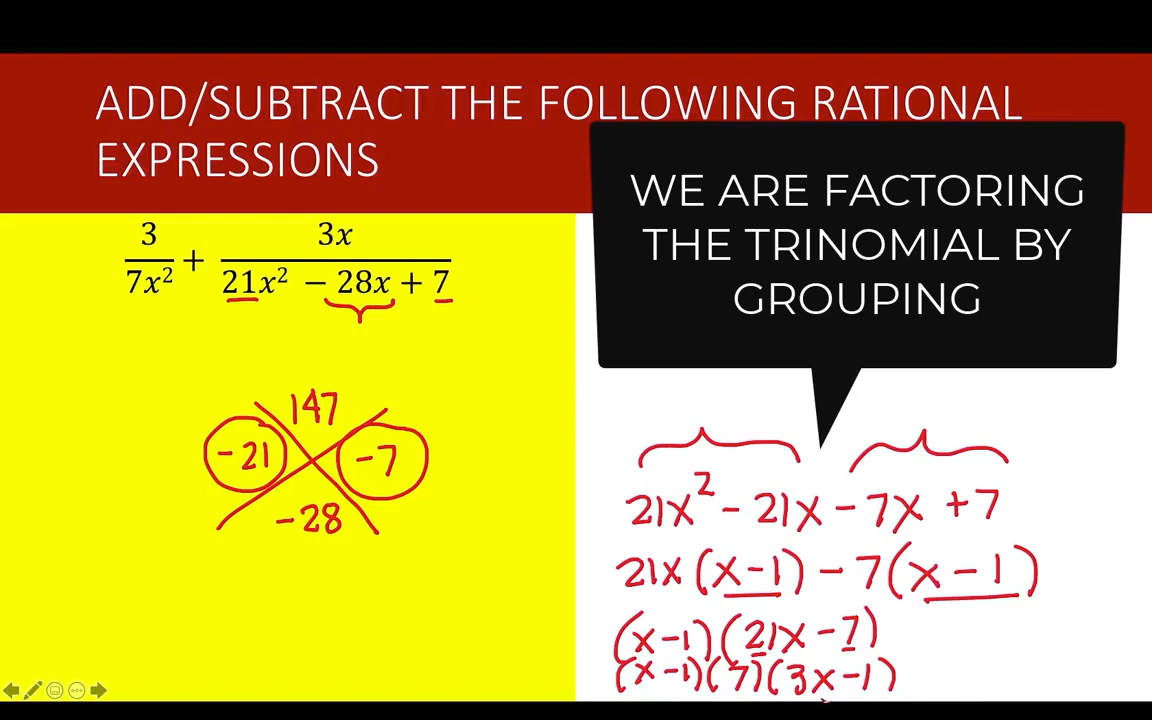 ADD/SUBTRACT THE FOLLOWING RATIONAL
EXPRESSIONS
WE ARE FACTORING
THE TRINOMIAL BY
GROUPING
3/7x² + 3x/21x² − 28x + 7
147
-21 -7
-28
21x² - 21x - 7x + 7
21x(x-1) - 7(x-1)
(x-1)(21x-7)
(x-1)(7)(3x-1)